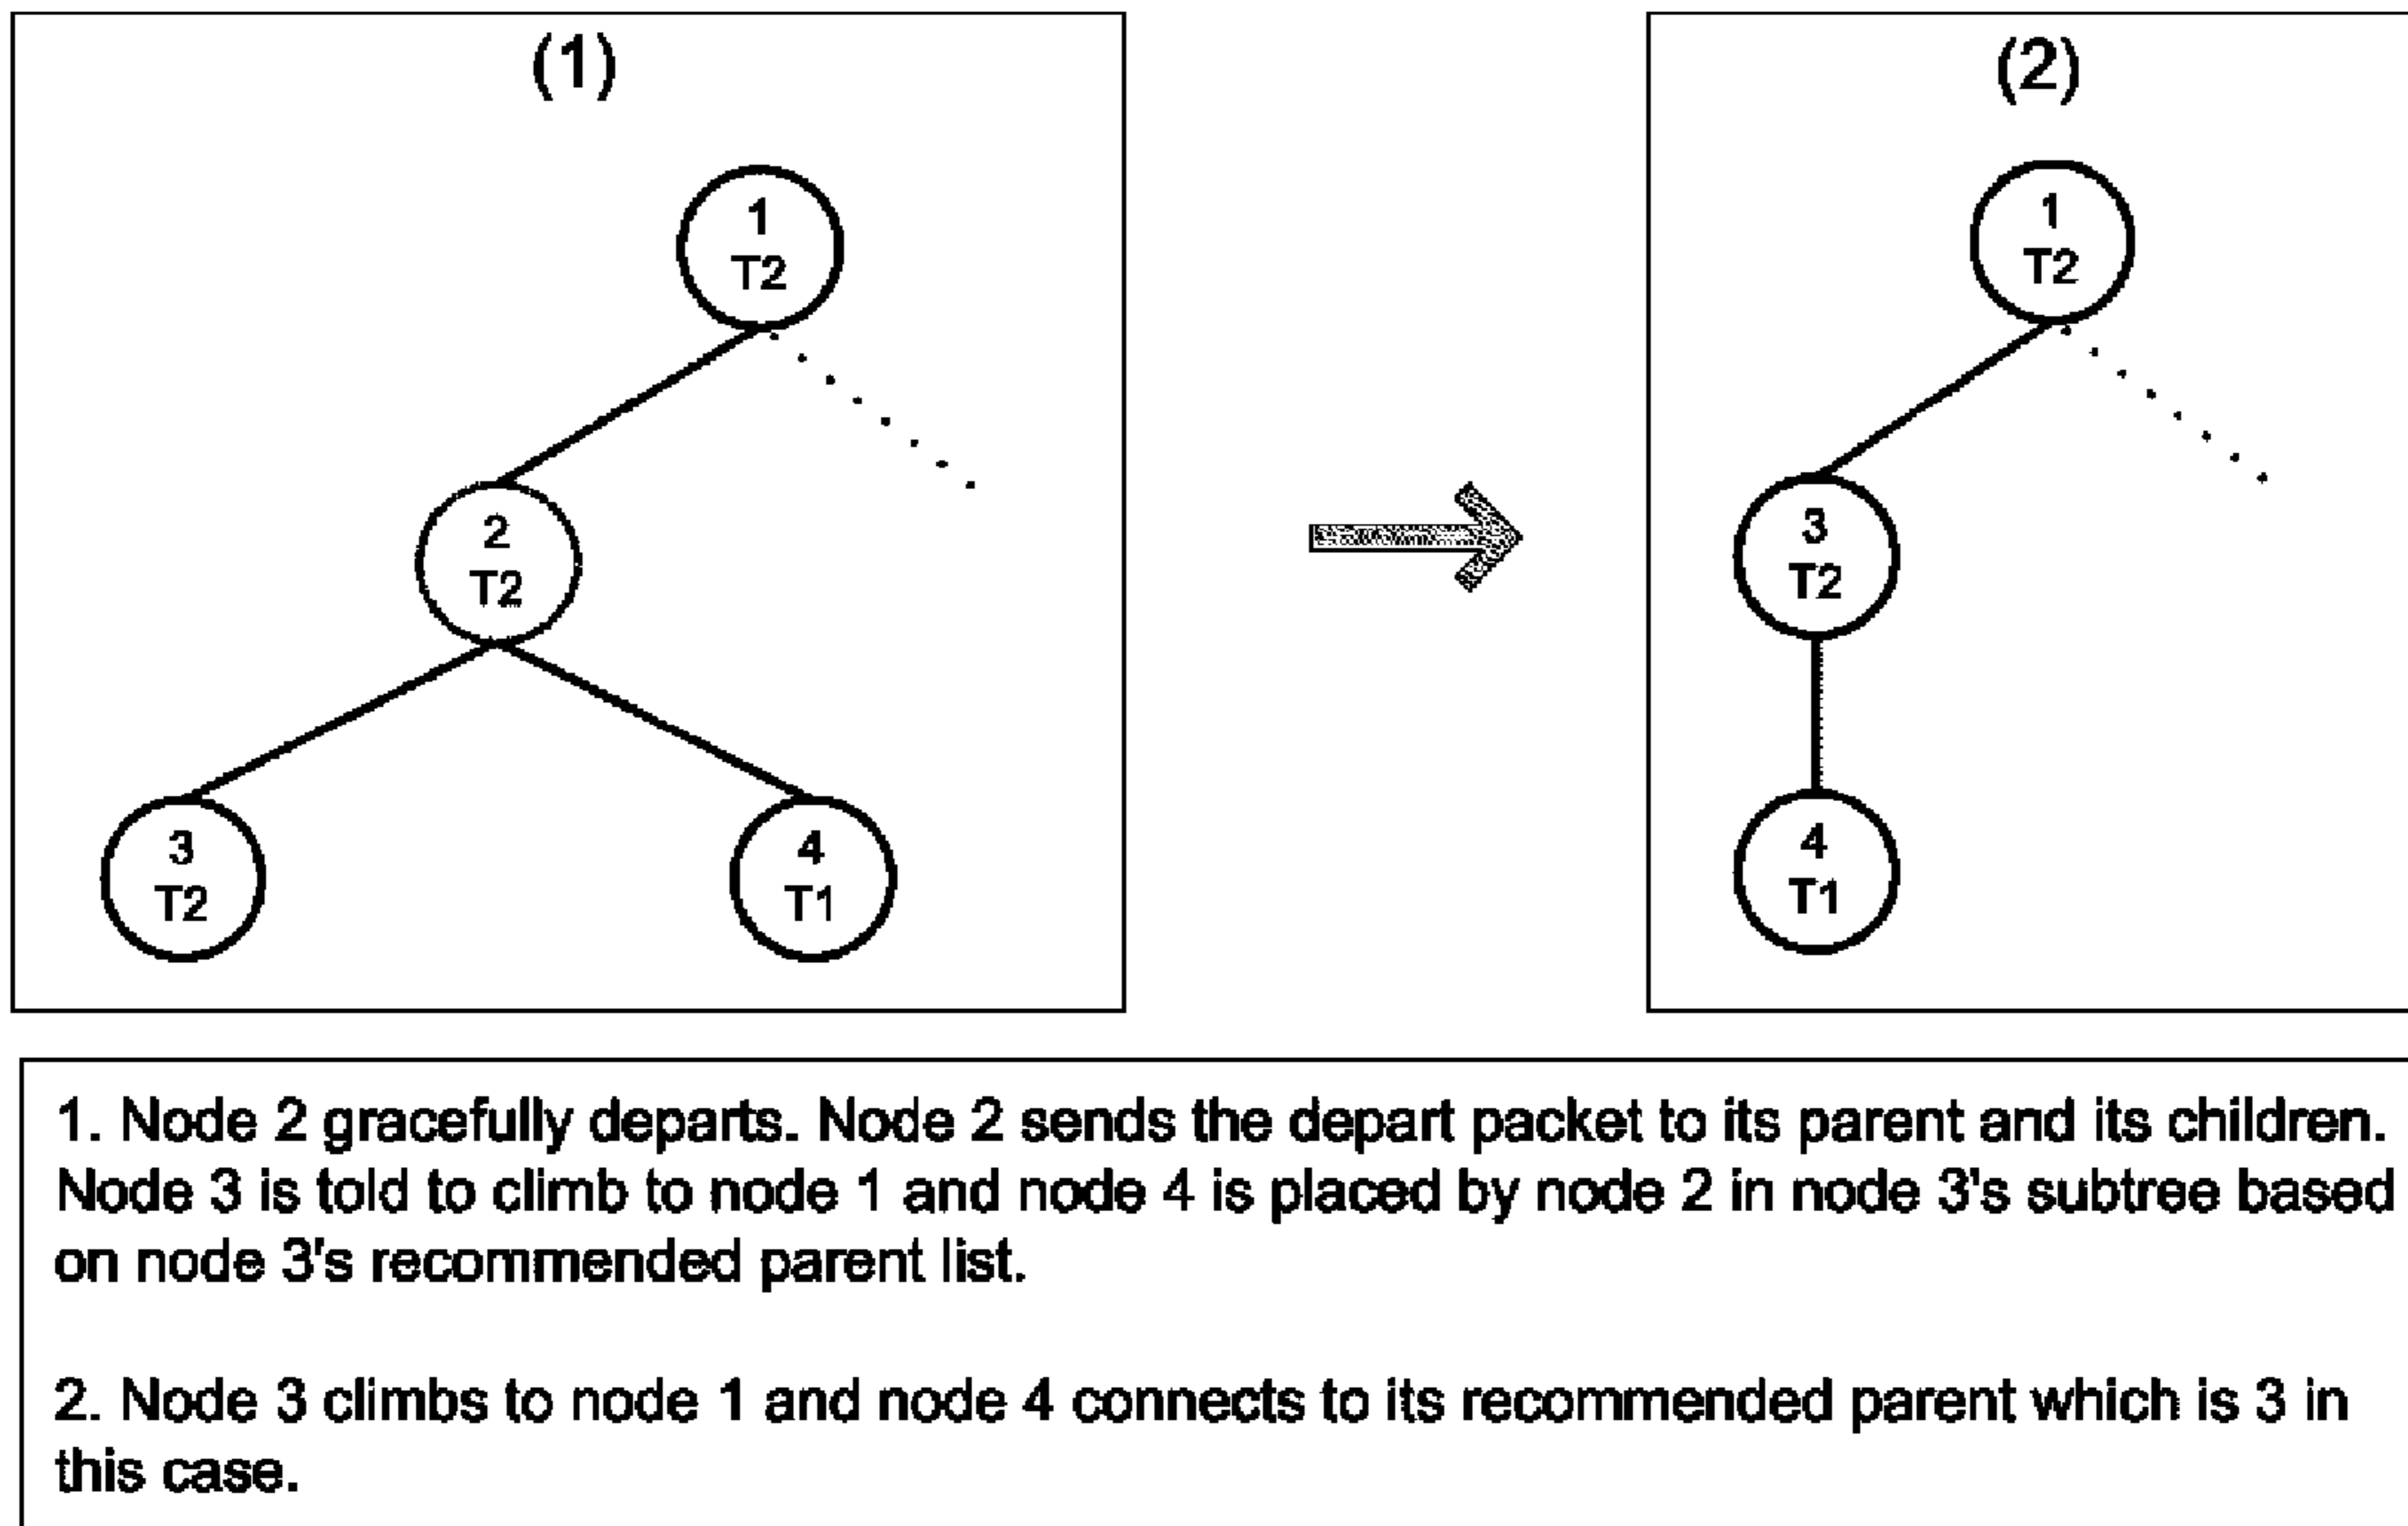 (1)
(2)
1
T2
1
T2
2
T2
3
T2
3
T2
4
T1
4
T1
1. Node 2 gracefully departs. Node 2 sends the depart packet to its parent and its children.
Node 3 is told to climb to node 1 and node 4 is placed by node 2 in node 3's subtree based
on node 3's recommended parent list.
2. Node 3 climbs to node 1 and node 4 connects to its recommended parent which is 3 in
this case.